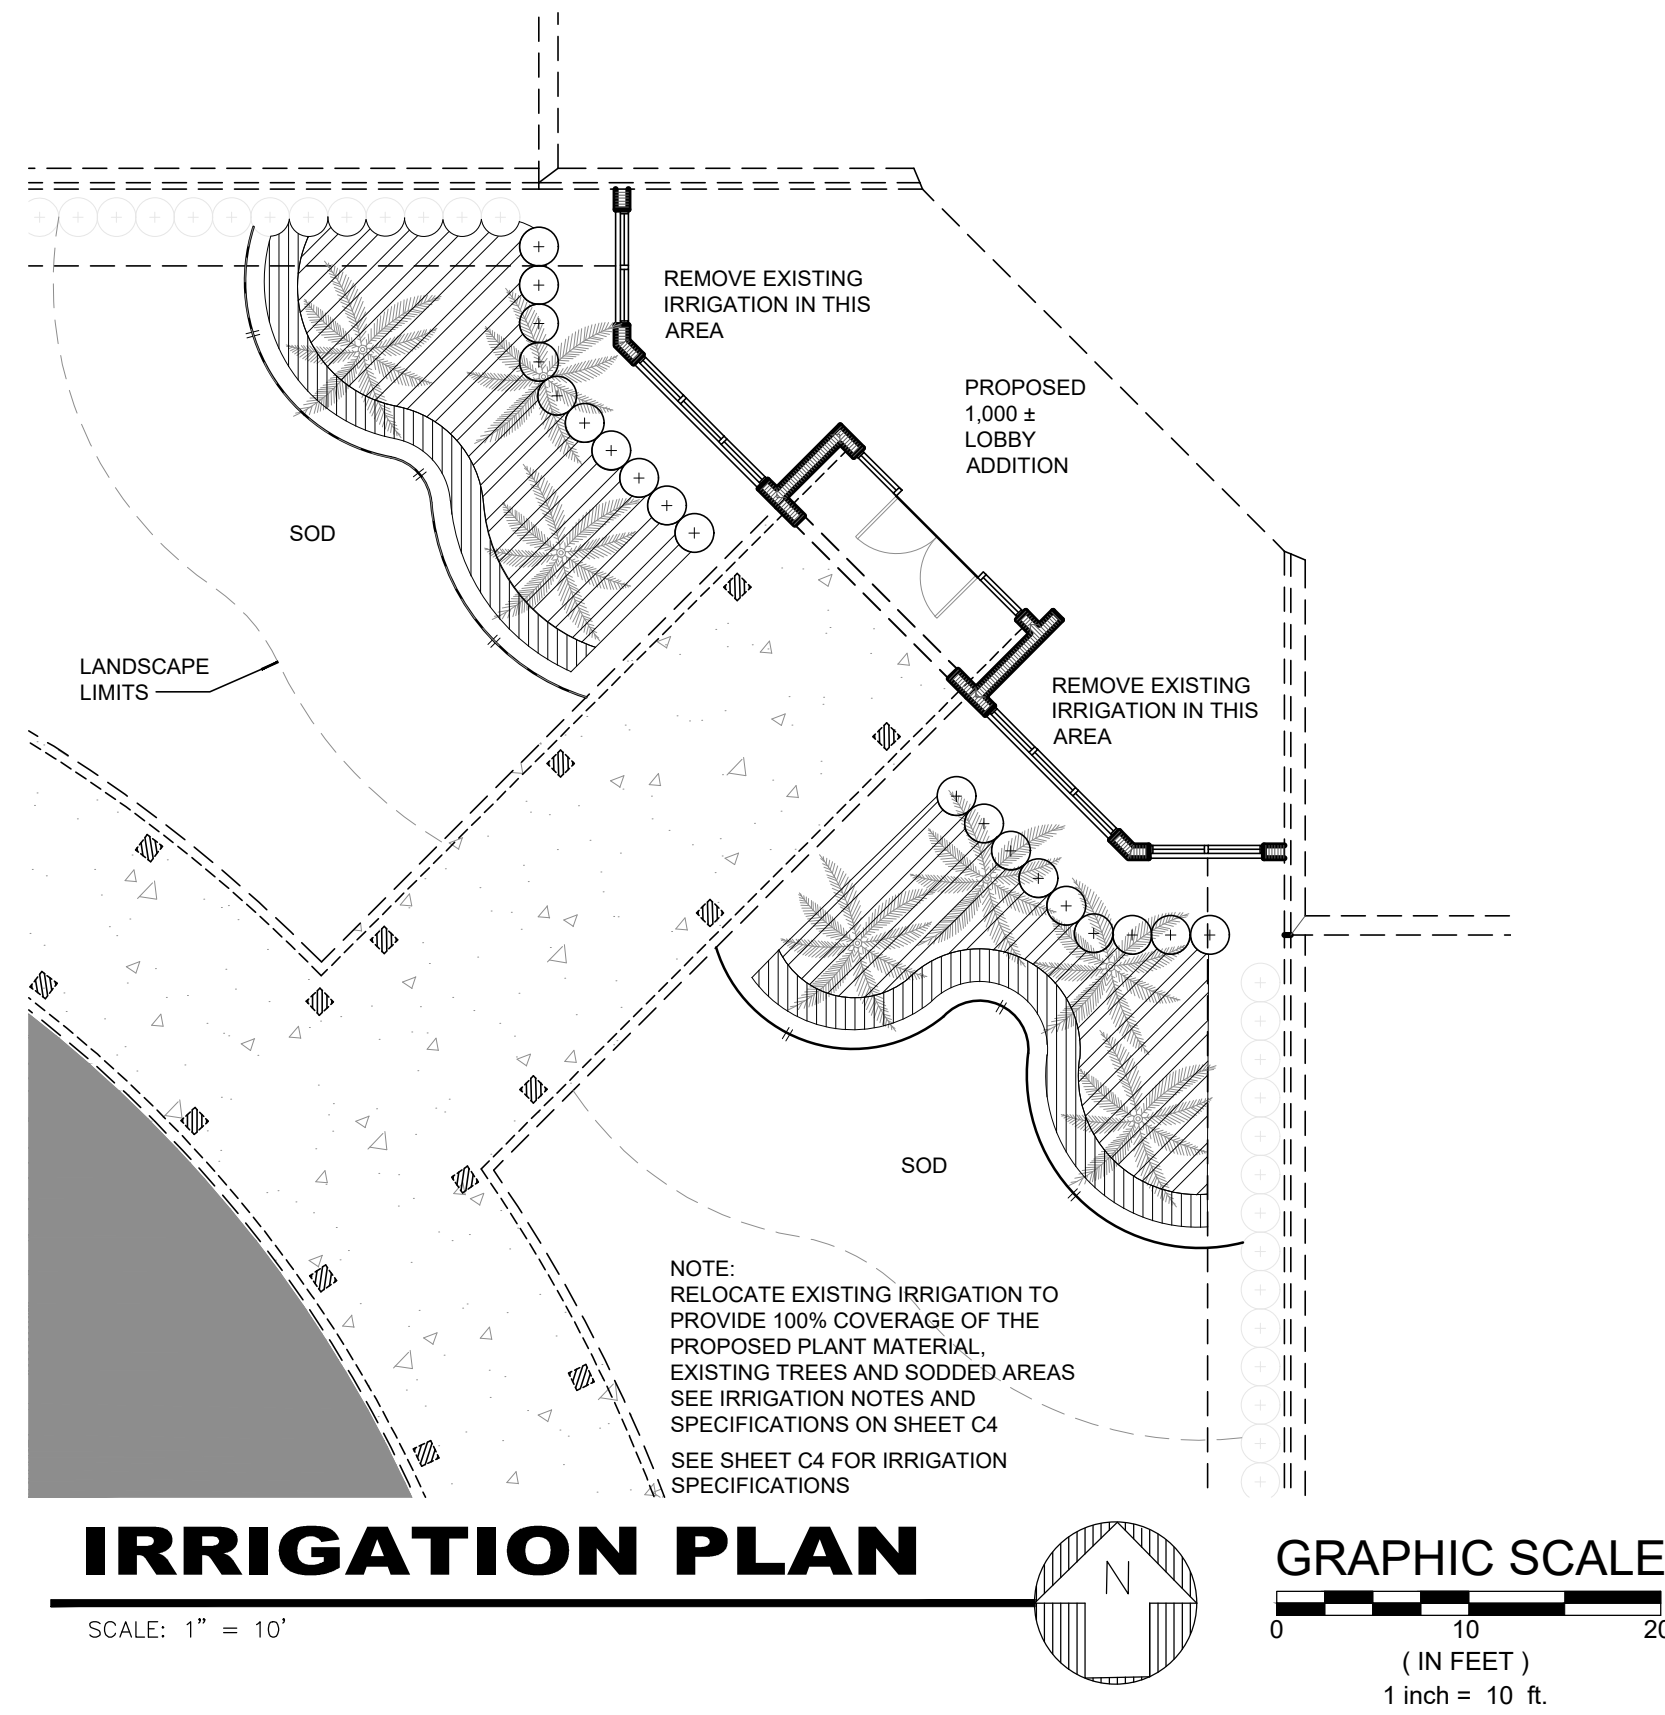 REMOVE EXISTING
IRRIGATION IN THIS
AREA
PROPOSED
1,000 ±
LOBBY
ADDITION
SOD
LANDSCAPE
LIMITS
REMOVE EXISTING
IRRIGATION IN THIS
AREA
SOD
NOTE:
RELOCATE EXISTING IRRIGATION TO
PROVIDE 100% COVERAGE OF THE
PROPOSED PLANT MATERIAL,
EXISTING TREES AND SODDED AREAS
SEE IRRIGATION NOTES AND
SPECIFICATIONS ON SHEET C4
SEE SHEET C4 FOR IRRIGATION
SPECIFICATIONS
IRRIGATION PLAN
SCALE: 1" = 10'
N
GRAPHIC SCALE
0 10 20
( IN FEET )
1 inch = 10 ft.